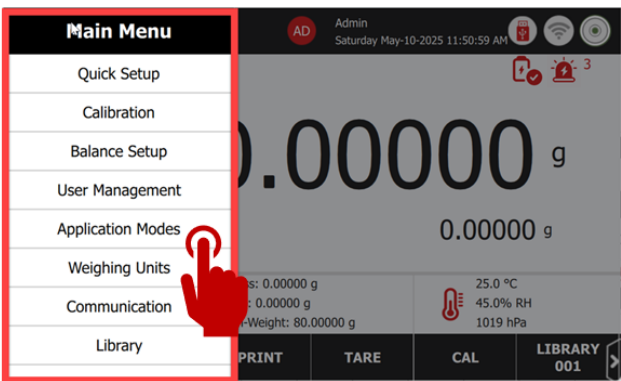 Main Menu
Quick Setup
Calibration
Balance Setup
User Management
Application Modes
Weighing Units
Communication
Library
AD
Admin
Saturday May-10-2025 11:50:59 AM
3
0.00000 g
0.00000 g
ss: 0.00000 g
: 0.00000 g
-Weight: 80.00000 g
25.0 °C
45.0% RH
1019 hPa
PRINT
TARE
CAL
LIBRARY
001